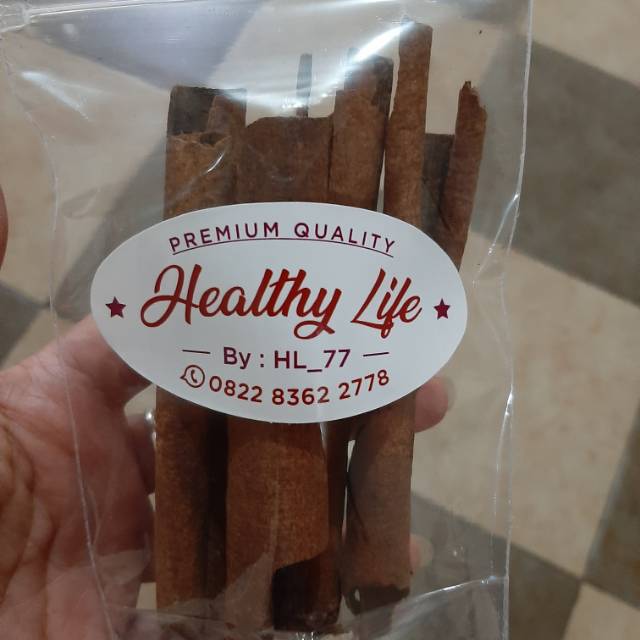 PREMIUM QUALITY
Healthy Life
By : HL_77
0822 8362 2778